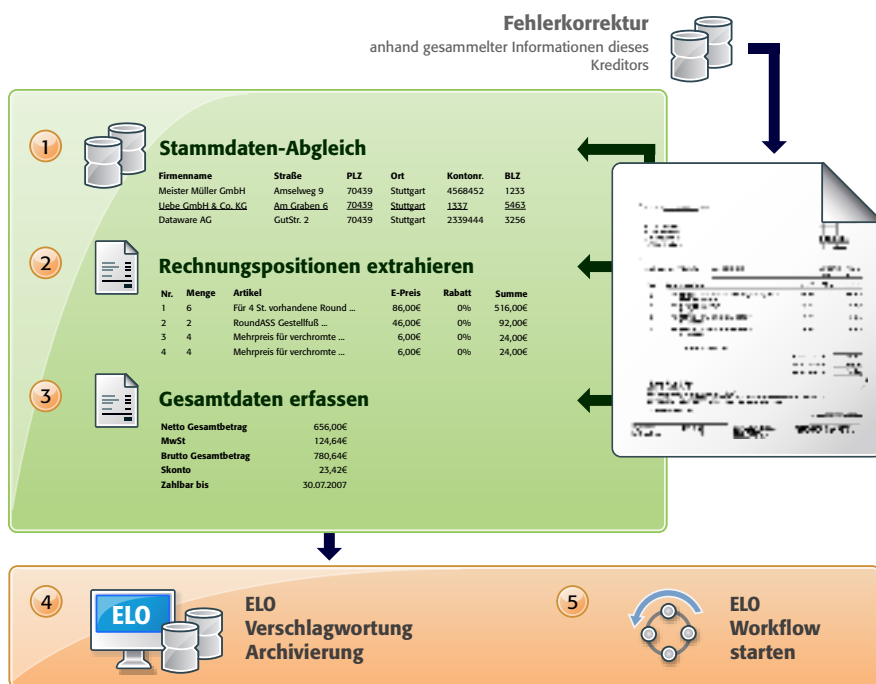 Fehlerkorrektur
anhand gesammelter Informationen dieses
Kreditors
1
Stammdaten-Abgleich
Firmenname Straße PLZ Ort Kontonr. BLZ
Meister Müller GmbH Amselweg 9 70439 Stuttgart 4568452 1233
Uebe GmbH & Co. KG Am Graben 6 70439 Stuttgart 1337 5463
Dataware AG GutStr. 2 70439 Stuttgart 2339444 3256
2
Rechnungspositionen extrahieren
Nr. Menge Artikel E-Preis Rabatt Summe
1 6 Für 4 St. vorhandene Round ... 86,00€ 0% 516,00€
2 2 RoundASS Gestellfuß ... 46,00€ 0% 92,00€
3 4 Mehrpreis für verchromte ... 6,00€ 0% 24,00€
4 4 Mehrpreis für verchromte ... 6,00€ 0% 24,00€
3
Gesamtdaten erfassen
Netto Gesamtbetrag 656,00€
MwSt 124,64€
Brutto Gesamtbetrag 780,64€
Skonto 23,42€
Zahlbar bis 30.07.2007
4
ELO
ELO
Verschlagwortung
Archivierung
5
ELO
Workflow
starten